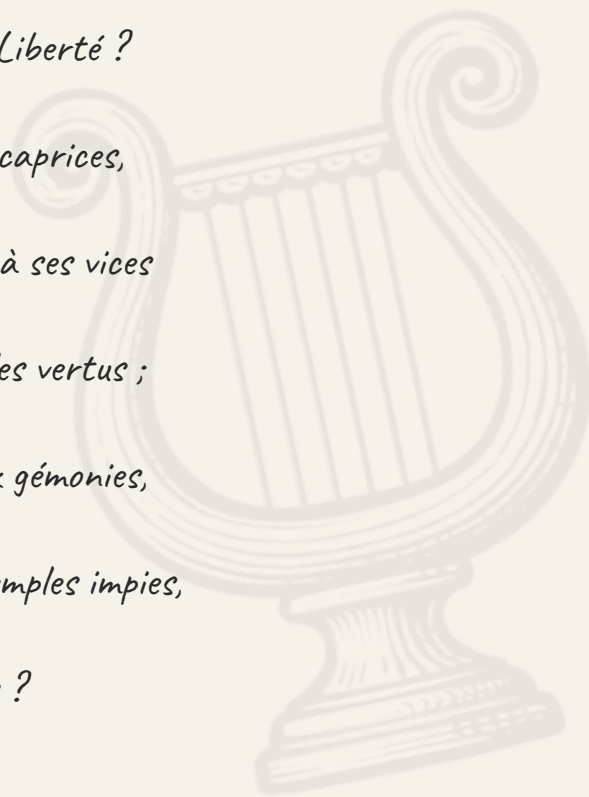 Liberté ?
caprices,
à ses vices
es vertus ;
gémonies,
mples impies,
?